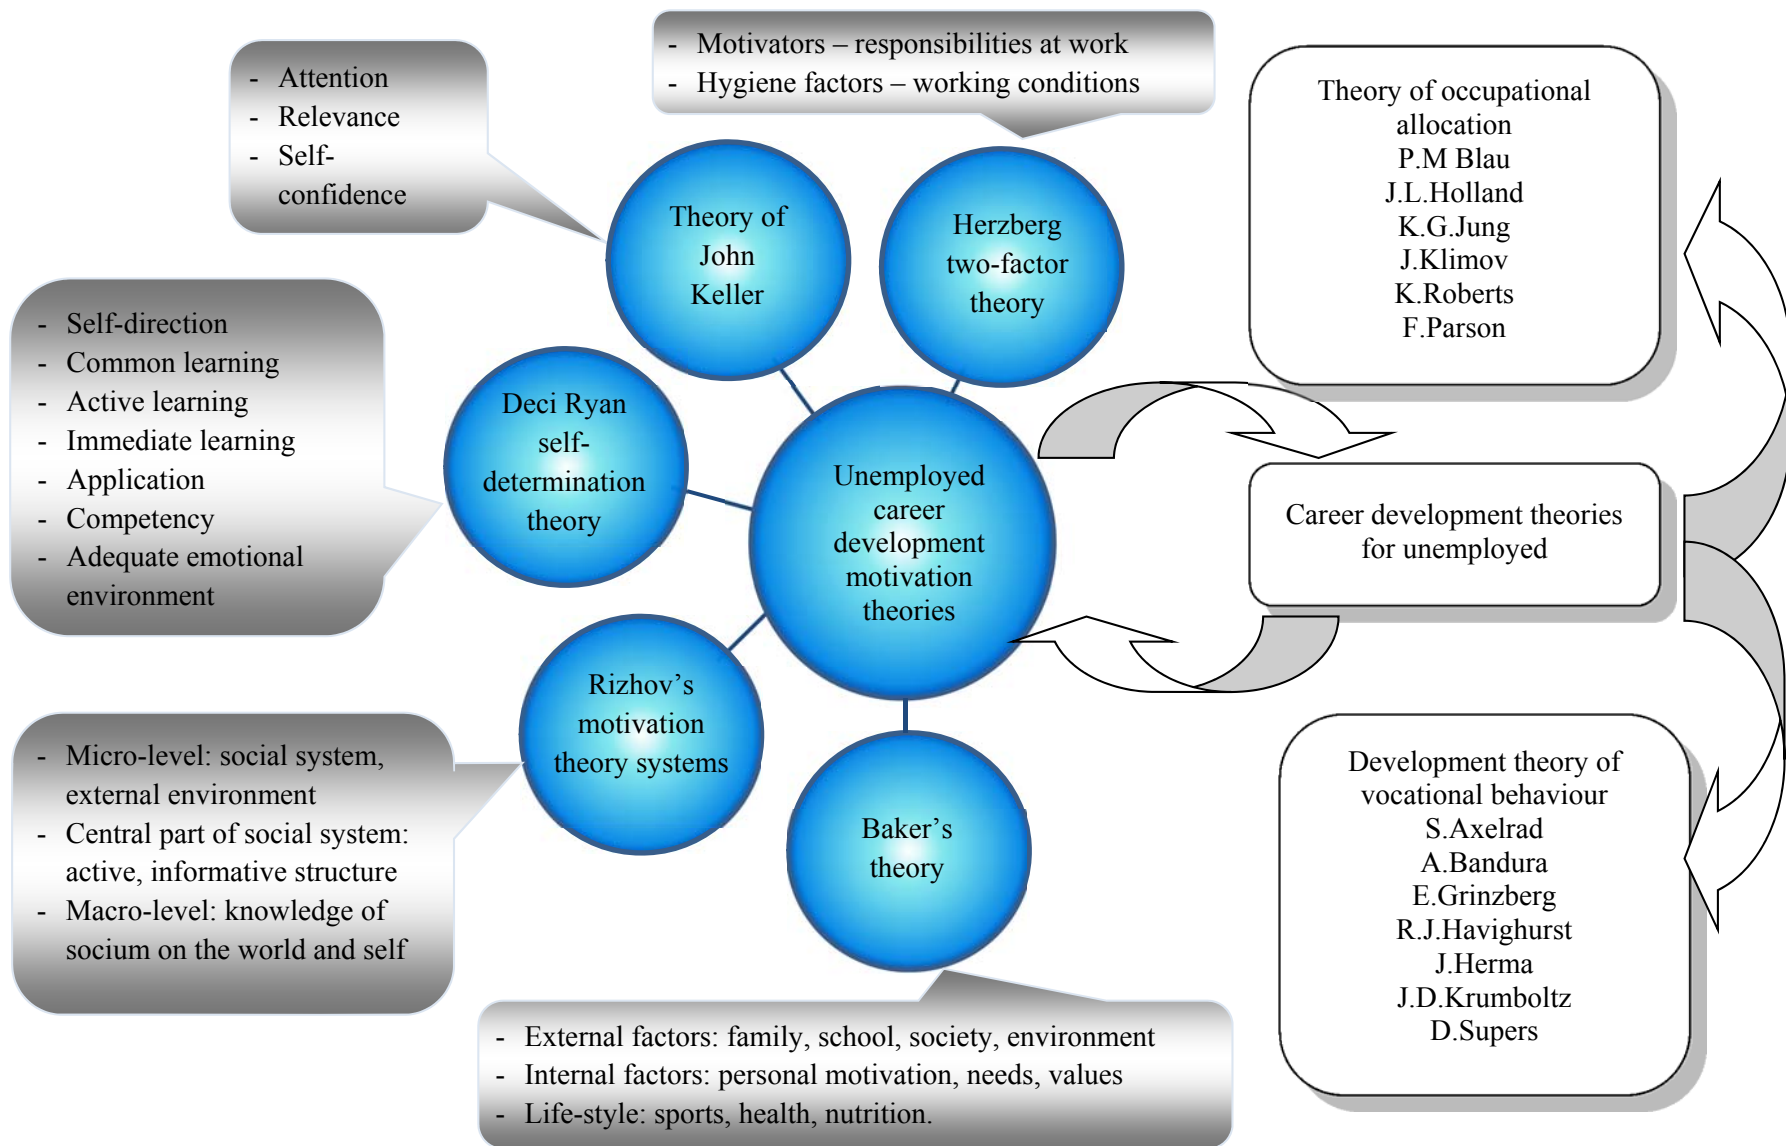 - Motivators – responsibilities at work
- Hygiene factors – working conditions
- Attention
- Relevance
- Self-
confidence
Theory of
John
Keller
Herzberg
two-factor
theory
Theory of occupational
allocation
P.M Blau
J.L.Holland
K.G.Jung
J.Klimov
K.Roberts
F.Parson
- Self-direction
- Common learning
- Active learning
- Immediate learning
- Application
- Competency
- Adequate emotional
environment
Deci Ryan
self-
determination
theory
Unemployed
career
development
motivation
theories
Career development theories
for unemployed
Rizhov’s
motivation
theory systems
- Micro-level: social system,
external environment
- Central part of social system:
active, informative structure
- Macro-level: knowledge of
socium on the world and self
Baker’s
theory
Development theory of
vocational behaviour
S.Axelrad
A.Bandura
E.Grinzberg
R.J.Havighurst
J.Herma
J.D.Krumboltz
D.Supers
- External factors: family, school, society, environment
- Internal factors: personal motivation, needs, values
- Life-style: sports, health, nutrition.